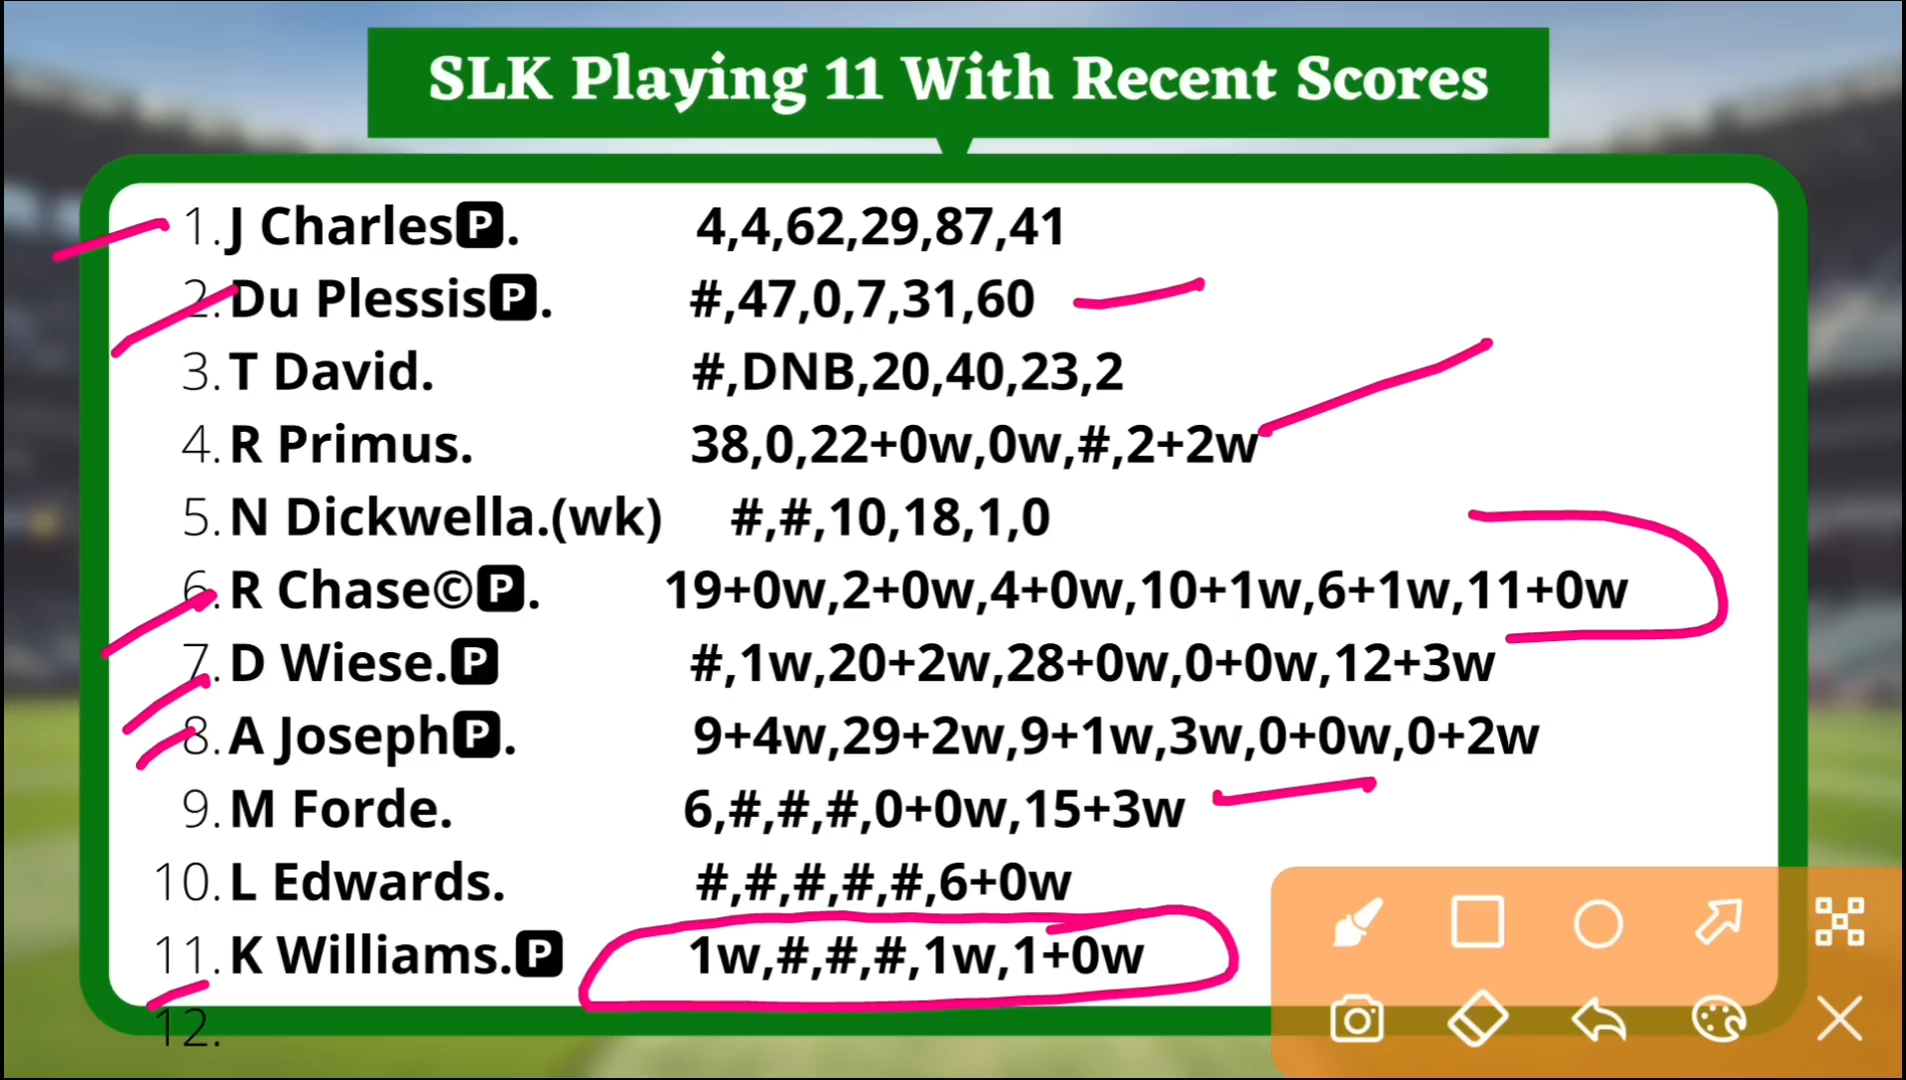 SLK Playing 11 With Recent Scores
1. J Charles🅿. 4,4,62,29,87,41
2. Du Plessis🅿. #,47,0,7,31,60
3. T David. #,DNB,20,40,23,2
4. R Primus. 38,0,22+0w,0w,#,2+2w
5. N Dickwella.(wk) #,#,10,18,1,0
6. R Chase©🅿. 19+0w,2+0w,4+0w,10+1w,6+1w,11+0w
7. D Wiese.🅿 #,1w,20+2w,28+0w,0+0w,12+3w
8. A Joseph🅿. 9+4w,29+2w,9+1w,3w,0+0w,0+2w
9. M Forde. 6,#,#,#,0+0w,15+3w
10. L Edwards. #,#,#,#,#,6+0w
11. K Williams.🅿 1w,#,#,#,1w,1+0w
12.